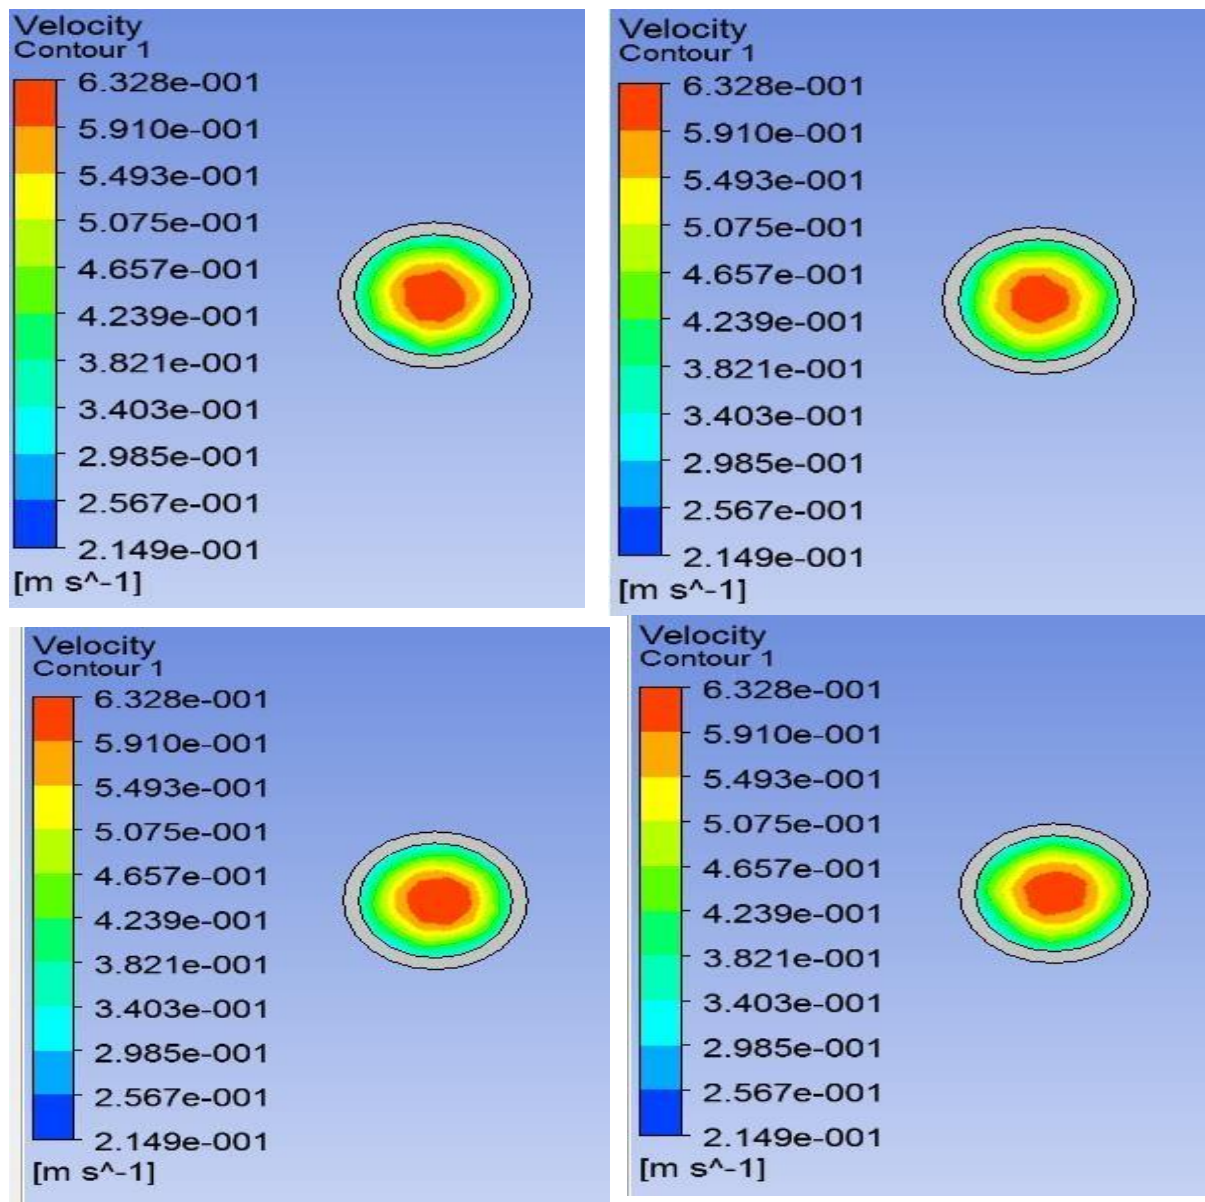 Velocity
Contour 1
6.328e-001
5.910e-001
5.493e-001
5.075e-001
4.657e-001
4.239e-001
3.821e-001
3.403e-001
2.985e-001
2.567e-001
2.149e-001
[m s^-1]
Velocity
Contour 1
6.328e-001
5.910e-001
5.493e-001
5.075e-001
4.657e-001
4.239e-001
3.821e-001
3.403e-001
2.985e-001
2.567e-001
2.149e-001
[m s^-1]
Velocity
Contour 1
6.328e-001
5.910e-001
5.493e-001
5.075e-001
4.657e-001
4.239e-001
3.821e-001
3.403e-001
2.985e-001
2.567e-001
2.149e-001
[m s^-1]
Velocity
Contour 1
6.328e-001
5.910e-001
5.493e-001
5.075e-001
4.657e-001
4.239e-001
3.821e-001
3.403e-001
2.985e-001
2.567e-001
2.149e-001
[m s^-1]